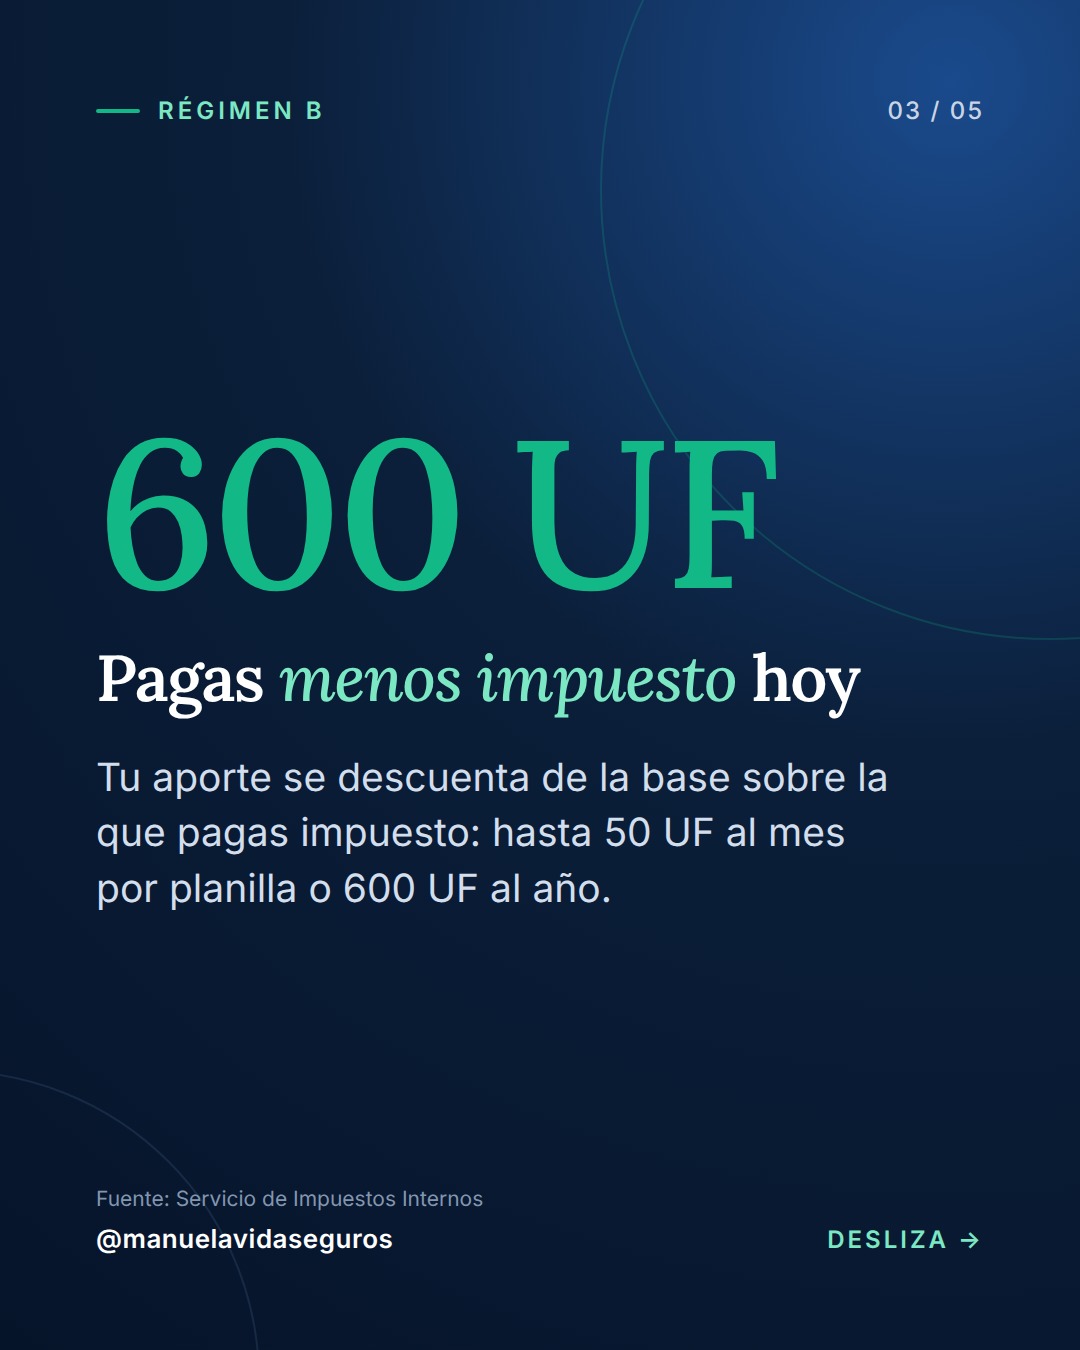 RÉGIMEN B
03 / 05
600 UF
Pagas menos impuesto hoy
Tu aporte se descuenta de la base sobre la
que pagas impuesto: hasta 50 UF al mes
por planilla o 600 UF al año.
Fuente: Servicio de Impuestos Internos
@manuelavidaseguros
DESLIZA →